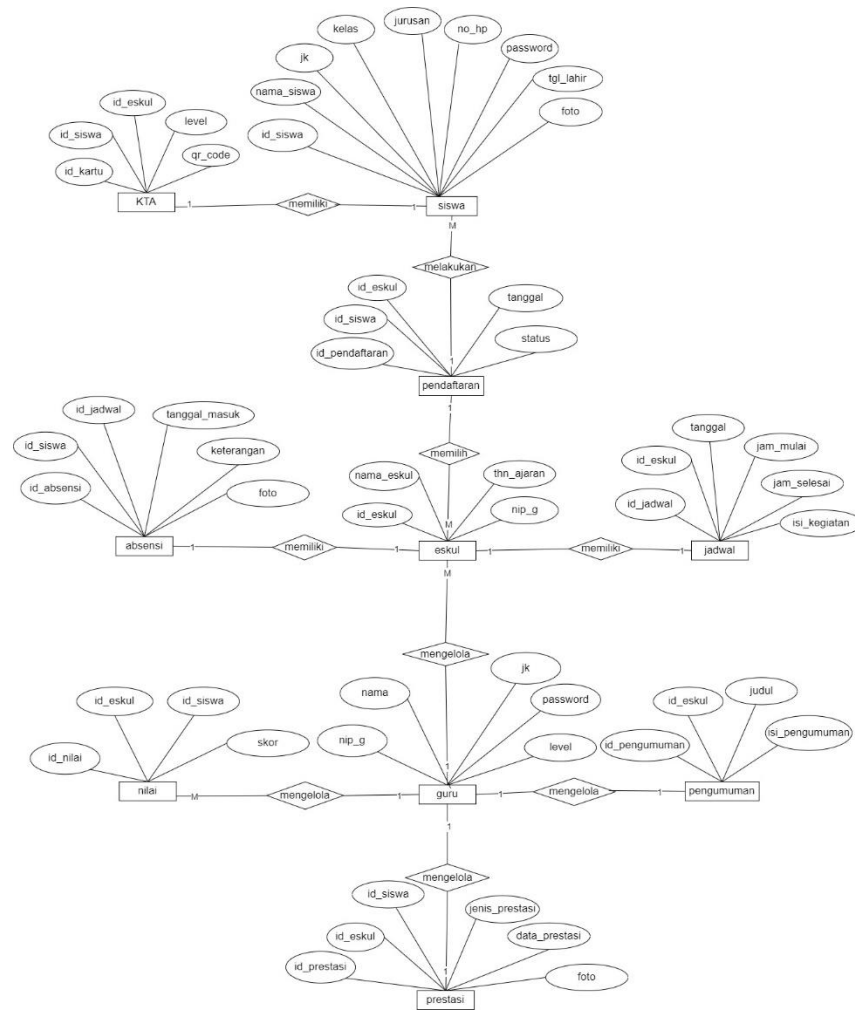 jurusan
no_hp
kelas
password
jk
tgl_lahir
nama_siswa
foto
id_siswa
id_eskul
level
id_siswa
qr_code
id_kartu
KTA
1
memiliki
1
siswa
M
melakukan
id_eskul
tanggal
id_siswa
status
id_pendaftaran
1
pendaftaran
1
id_jadwal
tanggal_masuk
tanggal
jam_mulai
id_siswa
keterangan
memilih
id_eskul
nama_eskul
thn_ajaran
jam_selesai
id_absensi
foto
id_jadwal
id_eskul
nip_g
isi_kegiatan
M
absensi
1
memiliki
1
eskul
1
memiliki
1
jadwal
M
mengelola
jk
nama
id_eskul
id_siswa
password
id_eskul
judul
nip_g
id_pengumuman
isi_pengumuman
id_nilai
skor
level
1
nilai
M
mengelola
1
guru
1
mengelola
1
pengumuman
1
mengelola
id_siswa
jenis_prestasi
id_eskul
data_prestasi
id_prestasi
foto
1
prestasi